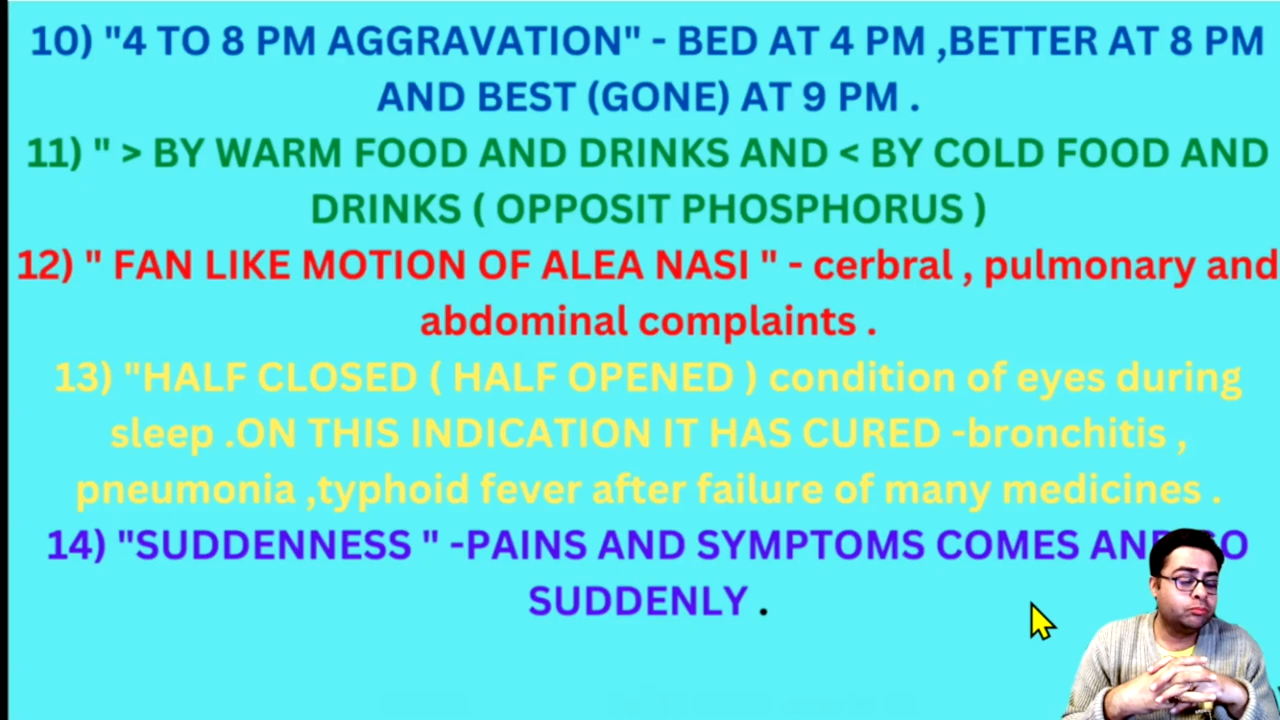 10) "4 TO 8 PM AGGRAVATION" - BED AT 4 PM ,BETTER AT 8 PM
AND BEST (GONE) AT 9 PM .
11) " > BY WARM FOOD AND DRINKS AND < BY COLD FOOD AND
DRINKS ( OPPOSIT PHOSPHORUS )
12) " FAN LIKE MOTION OF ALEA NASI " - cerbral , pulmonary and
abdominal complaints .
13) "HALF CLOSED ( HALF OPENED ) condition of eyes during
sleep .ON THIS INDICATION IT HAS CURED -bronchitis ,
pneumonia ,typhoid fever after failure of many medicines .
14) "SUDDENNESS " -PAINS AND SYMPTOMS COMES AND GO
SUDDENLY .